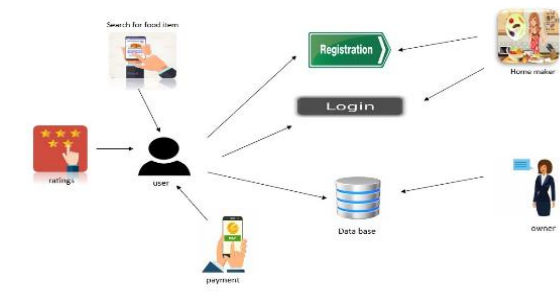 Search for food item
Registration
Home maker
Login
ratings
user
Data base
owner
payment